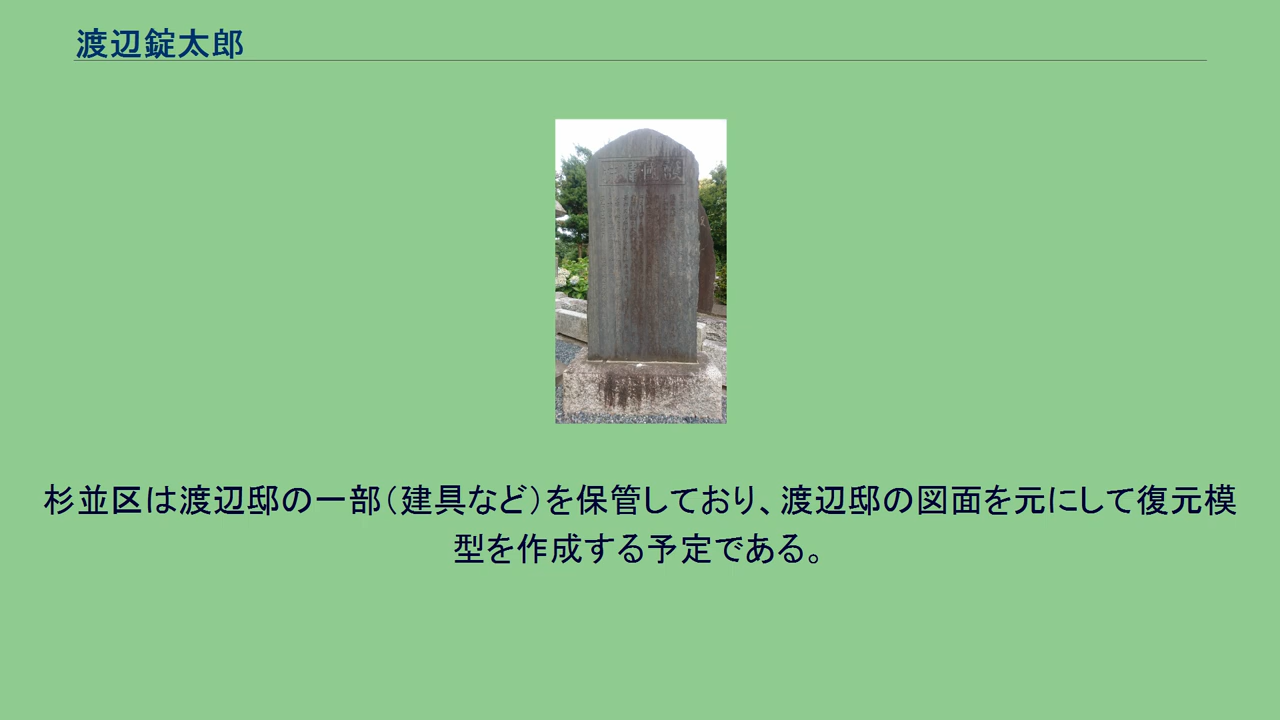 渡辺錠太郎
杉並区は渡辺邸の一部（建具など）を保管しており、渡辺邸の図面を元にして復元模
型を作成する予定である。